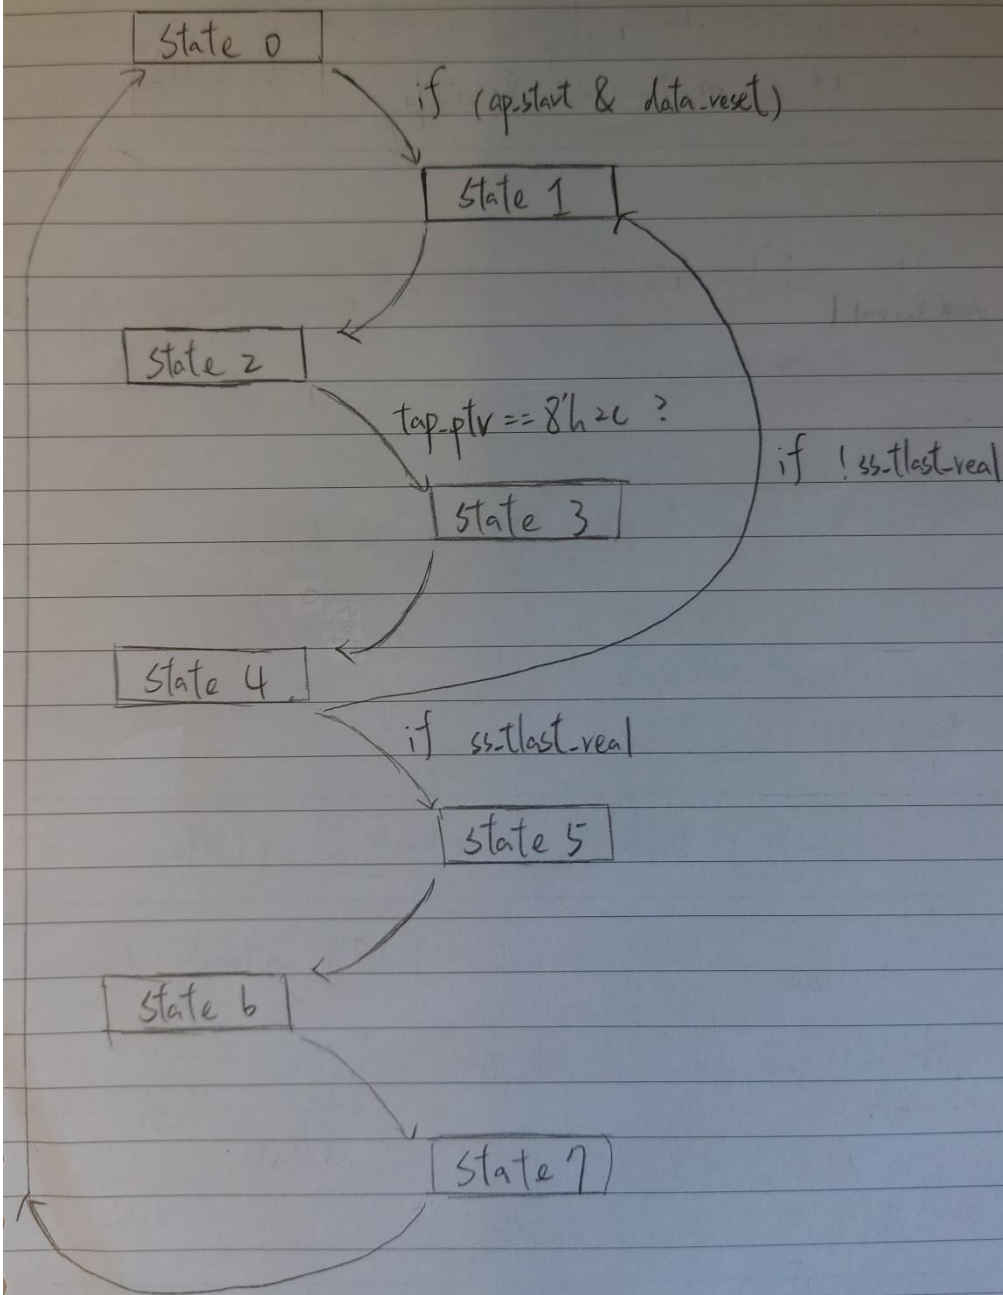 state 0
if (ap_start & data_reset)
state 1
state 2
tap_ptr == 8'h2c ?
if !ss_tlast_real
state 3
state 4
if ss_tlast_real
state 5
state 6
state 7